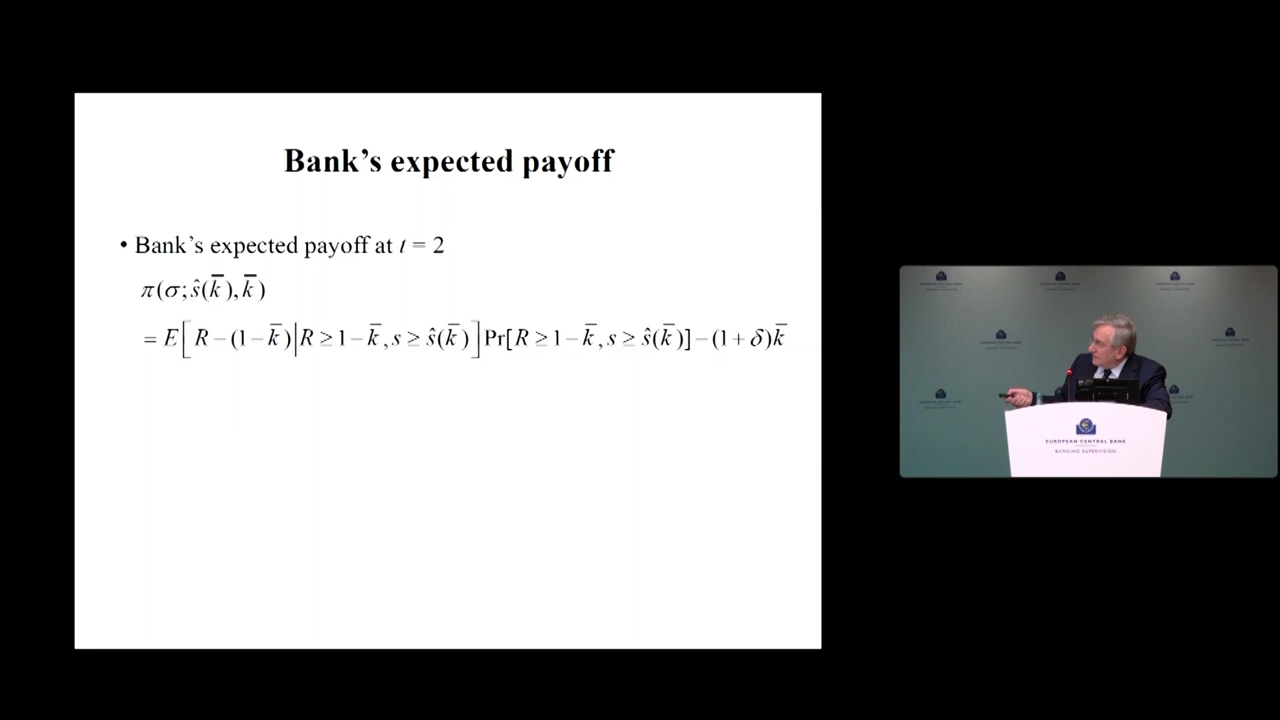 Bank’s expected payoff
• Bank’s expected payoff at t = 2
π(σ; ŝ(k̅), k̅)
= E[R − (1 − k̅) | R ≥ 1 − k̅, s ≥ ŝ(k̅)] Pr[R ≥ 1 − k̅, s ≥ ŝ(k̅)] − (1 + δ)k̅
EUROPEAN CENTRAL BANK
BANKING SUPERVISION